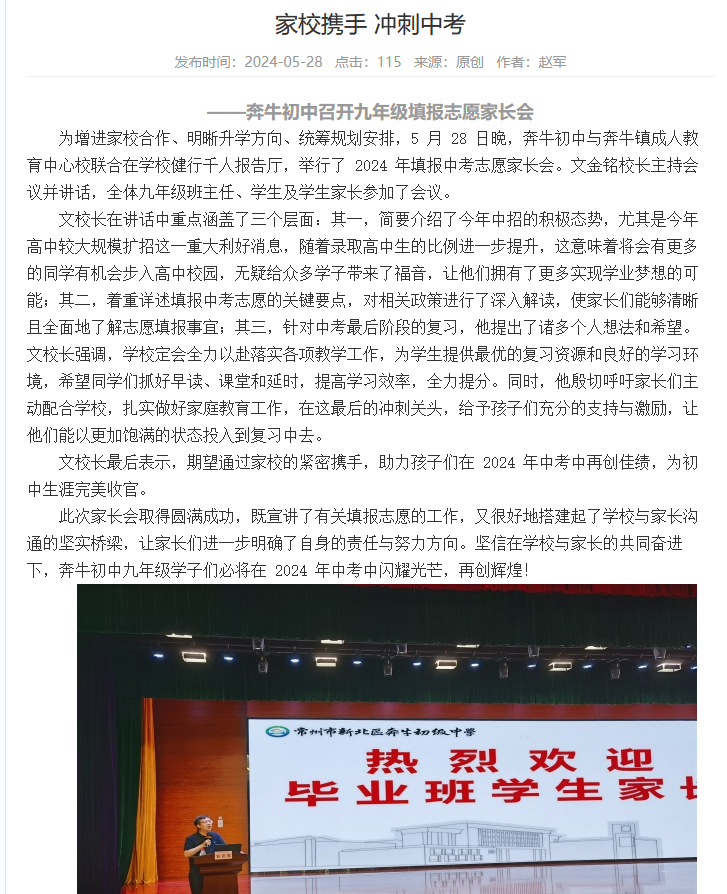 家校携手 冲刺中考
发布时间：2024-05-28 点击：115 来源：原创 作者：赵军
——奔牛初中召开九年级填报志愿家长会
为增进家校合作、明晰升学方向、统筹规划安排，5 月 28 日晚，奔牛初中与奔牛镇成人教
育中心校联合在学校健行千人报告厅，举行了 2024 年填报中考志愿家长会。文金铭校长主持会
议并讲话，全体九年级班主任、学生及学生家长参加了会议。
文校长在讲话中重点涵盖了三个层面：其一，简要介绍了今年中招的积极态势，尤其是今年
高中较大规模扩招这一重大利好消息，随着录取高中生的比例进一步提升，这意味着将会有更多
的同学有机会步入高中校园，无疑给众多学子带来了福音，让他们拥有了更多实现学业梦想的可
能；其二，着重详述填报中考志愿的关键要点，对相关政策进行了深入解读，使家长们能够清晰
且全面地了解志愿填报事宜；其三，针对中考最后阶段的复习，他提出了诸多个人想法和希望。
文校长强调，学校定会全力以赴落实各项教学工作，为学生提供最优的复习资源和良好的学习环
境，希望同学们抓好早读、课堂和延时，提高学习效率，全力提分。同时，他殷切呼吁家长们主
动配合学校，扎实做好家庭教育工作，在这最后的冲刺关头，给予孩子们充分的支持与激励，让
他们能以更加饱满的状态投入到复习中去。
文校长最后表示，期望通过家校的紧密携手，助力孩子们在 2024 年中考中再创佳绩，为初
中生涯完美收官。
此次家长会取得圆满成功，既宣讲了有关填报志愿的工作，又很好地搭建起了学校与家长沟
通的坚实桥梁，让家长们进一步明确了自身的责任与努力方向。坚信在学校与家长的共同奋进
下，奔牛初中九年级学子们必将在 2024 年中考中闪耀光芒，再创辉煌！
常州市新北区奔牛初级中学
热烈欢迎
毕业班学生家长